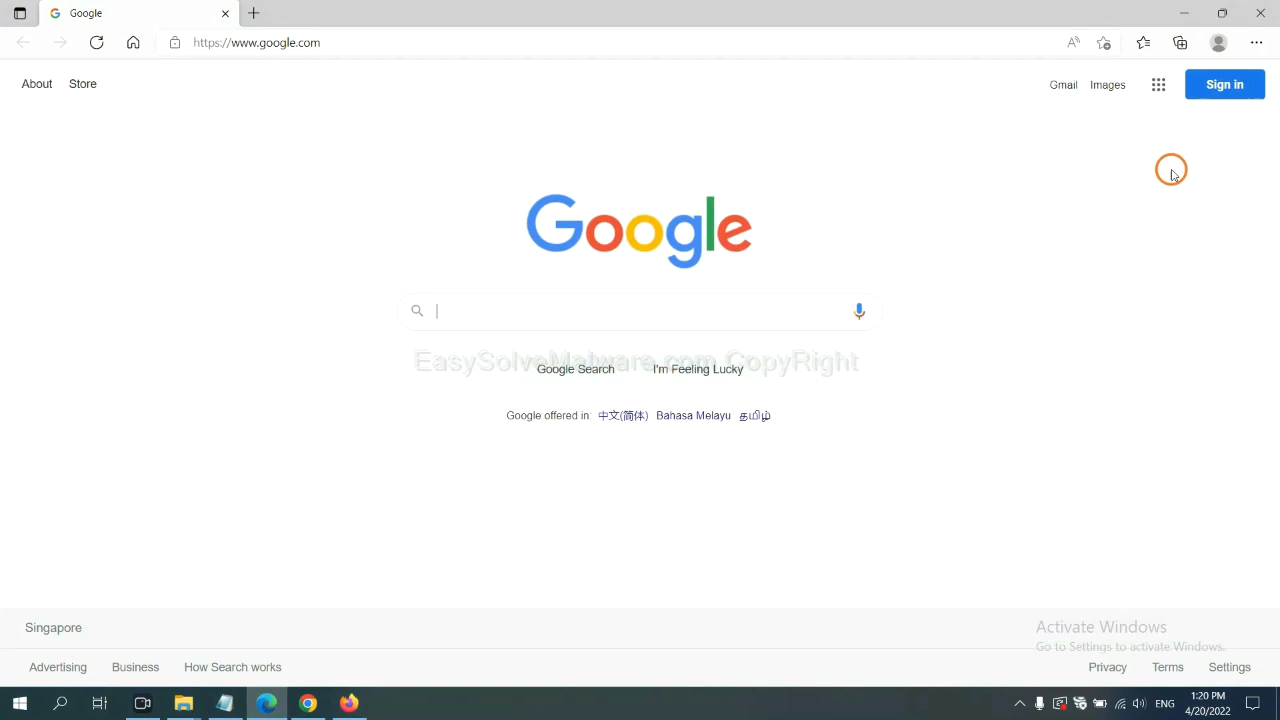 Google
https://www.google.com
About Store
Gmail Images Sign in
Google
EasySolveMalware.com CopyRight
Google Search I'm Feeling Lucky
Google offered in: 中文(简体) Bahasa Melayu தமிழ்
Singapore
Activate Windows
Go to Settings to activate Windows.
Advertising Business How Search works
Privacy Terms Settings
ENG
1:20 PM
4/20/2022